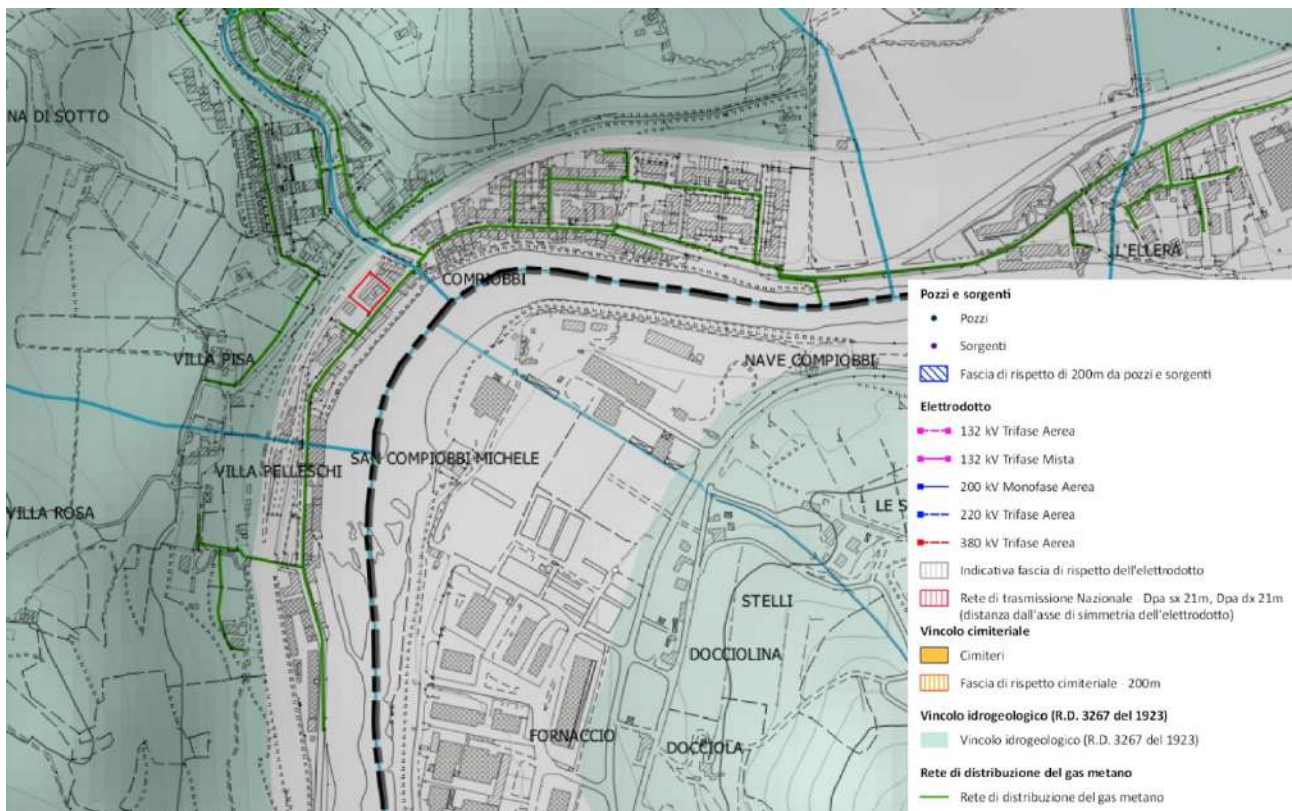 NA DI SOTTO
L'ELLERA
COMPIOBBI
VILLA PISA
NAVE COMPIOBBI
SAN COMPIOBBI MICHELE
VILLA PELLESCHI
VILLA ROSA
LE S
STELLI
DOCCIOLINA
FORNACCIO
DOCCIOLA
Pozzi e sorgenti
Pozzi
Sorgenti
Fascia di rispetto di 200m da pozzi e sorgenti
Elettrodotto
132 kV Trifase Aerea
132 kV Trifase Mista
200 kV Monofase Aerea
220 kV Trifase Aerea
380 kV Trifase Aerea
Indicativa fascia di rispetto dell'elettrodotto
Rete di trasmissione Nazionale - Dpa sx 21m, Dpa dx 21m
(distanza dall'asse di simmetria dell'elettrodotto)
Vincolo cimiteriale
Cimiteri
Fascia di rispetto cimiteriale - 200m
Vincolo idrogeologico (R.D. 3267 del 1923)
Vincolo idrogeologico (R.D. 3267 del 1923)
Rete di distribuzione del gas metano
Rete di distribuzione del gas metano